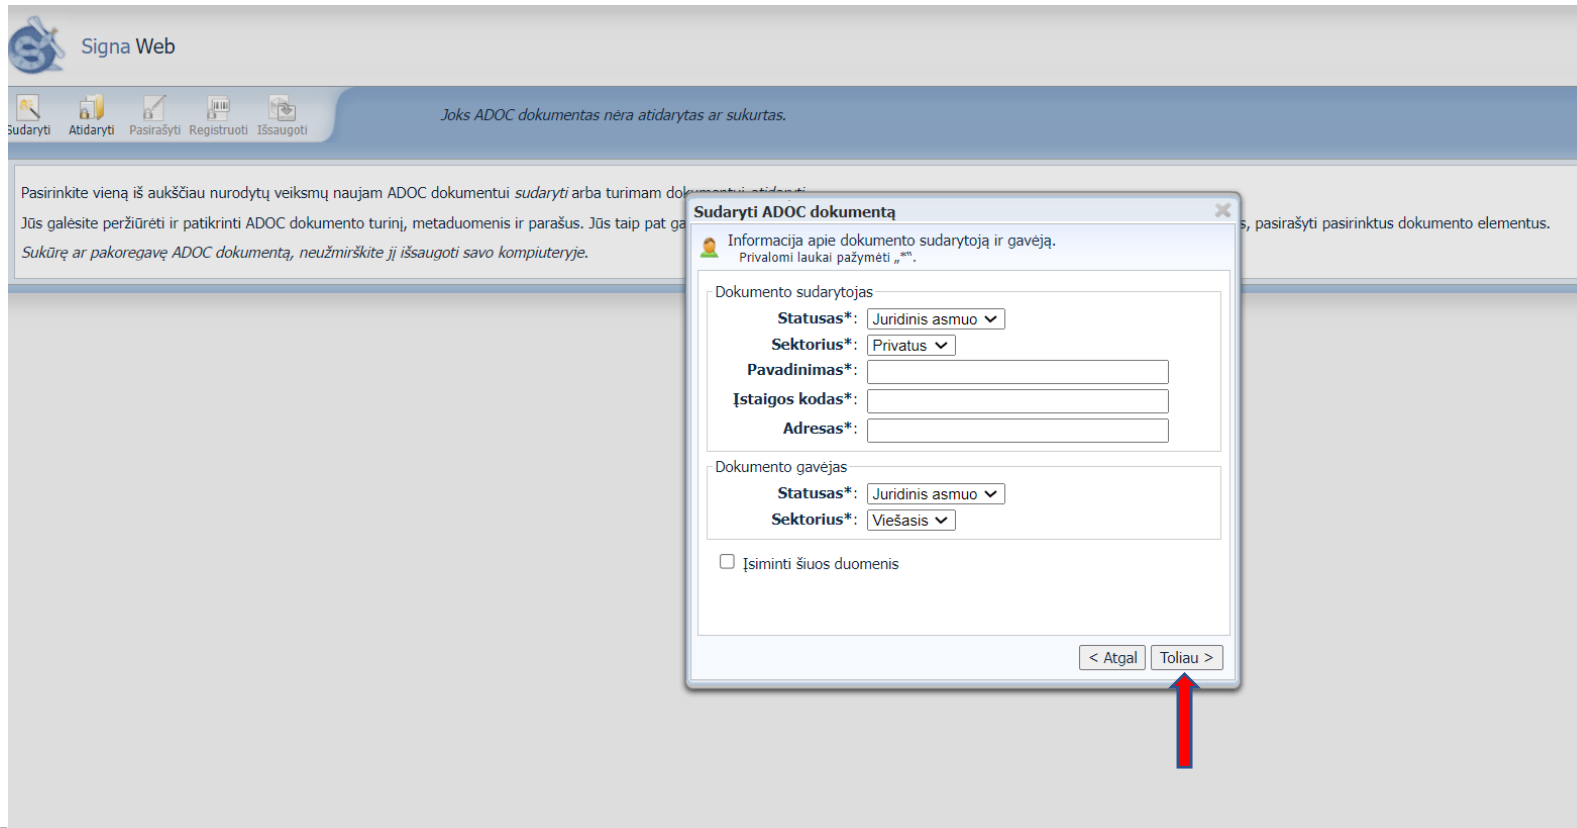 Signa Web
Sudaryti Atidaryti Pasirašyti Registruoti Išsaugoti
Joks ADOC dokumentas nėra atidarytas ar sukurtas.
Pasirinkite vieną iš aukščiau nurodytų veiksmų naujam ADOC dokumentui sudaryti arba turimam dokumentui atidaryti
Jūs galėsite peržiūrėti ir patikrinti ADOC dokumento turinį, metaduomenis ir parašus. Jūs taip pat ga s, pasirašyti pasirinktus dokumento elementus.
Sukūrę ar pakoregavę ADOC dokumentą, neužmirškite jį išsaugoti savo kompiuteryje.
Sudaryti ADOC dokumentą
Informacija apie dokumento sudarytoją ir gavėją.
Privalomi laukai pažymėti „*“.
Dokumento sudarytojas
Statusas*: Juridinis asmuo
Sektorius*: Privatus
Pavadinimas*:
Įstaigos kodas*:
Adresas*:
Dokumento gavėjas
Statusas*: Juridinis asmuo
Sektorius*: Viešasis
Įsiminti šiuos duomenis
< Atgal Toliau >